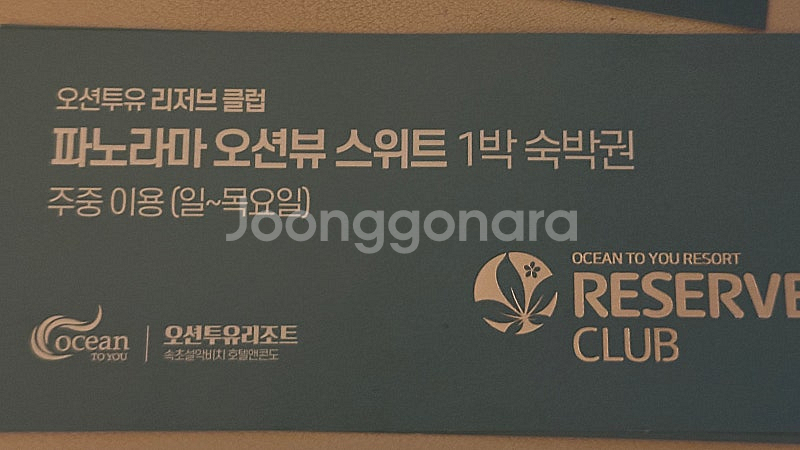 오션투유 리저브 클럽
파노라마 오션뷰 스위트 1박 숙박권
주중 이용 (일~목요일)
Joonggonara
OCEAN TO YOU RESORT
RESERVE
CLUB
ocean
TO YOU
오션투유리조트
속초설악비치 호텔앤콘도